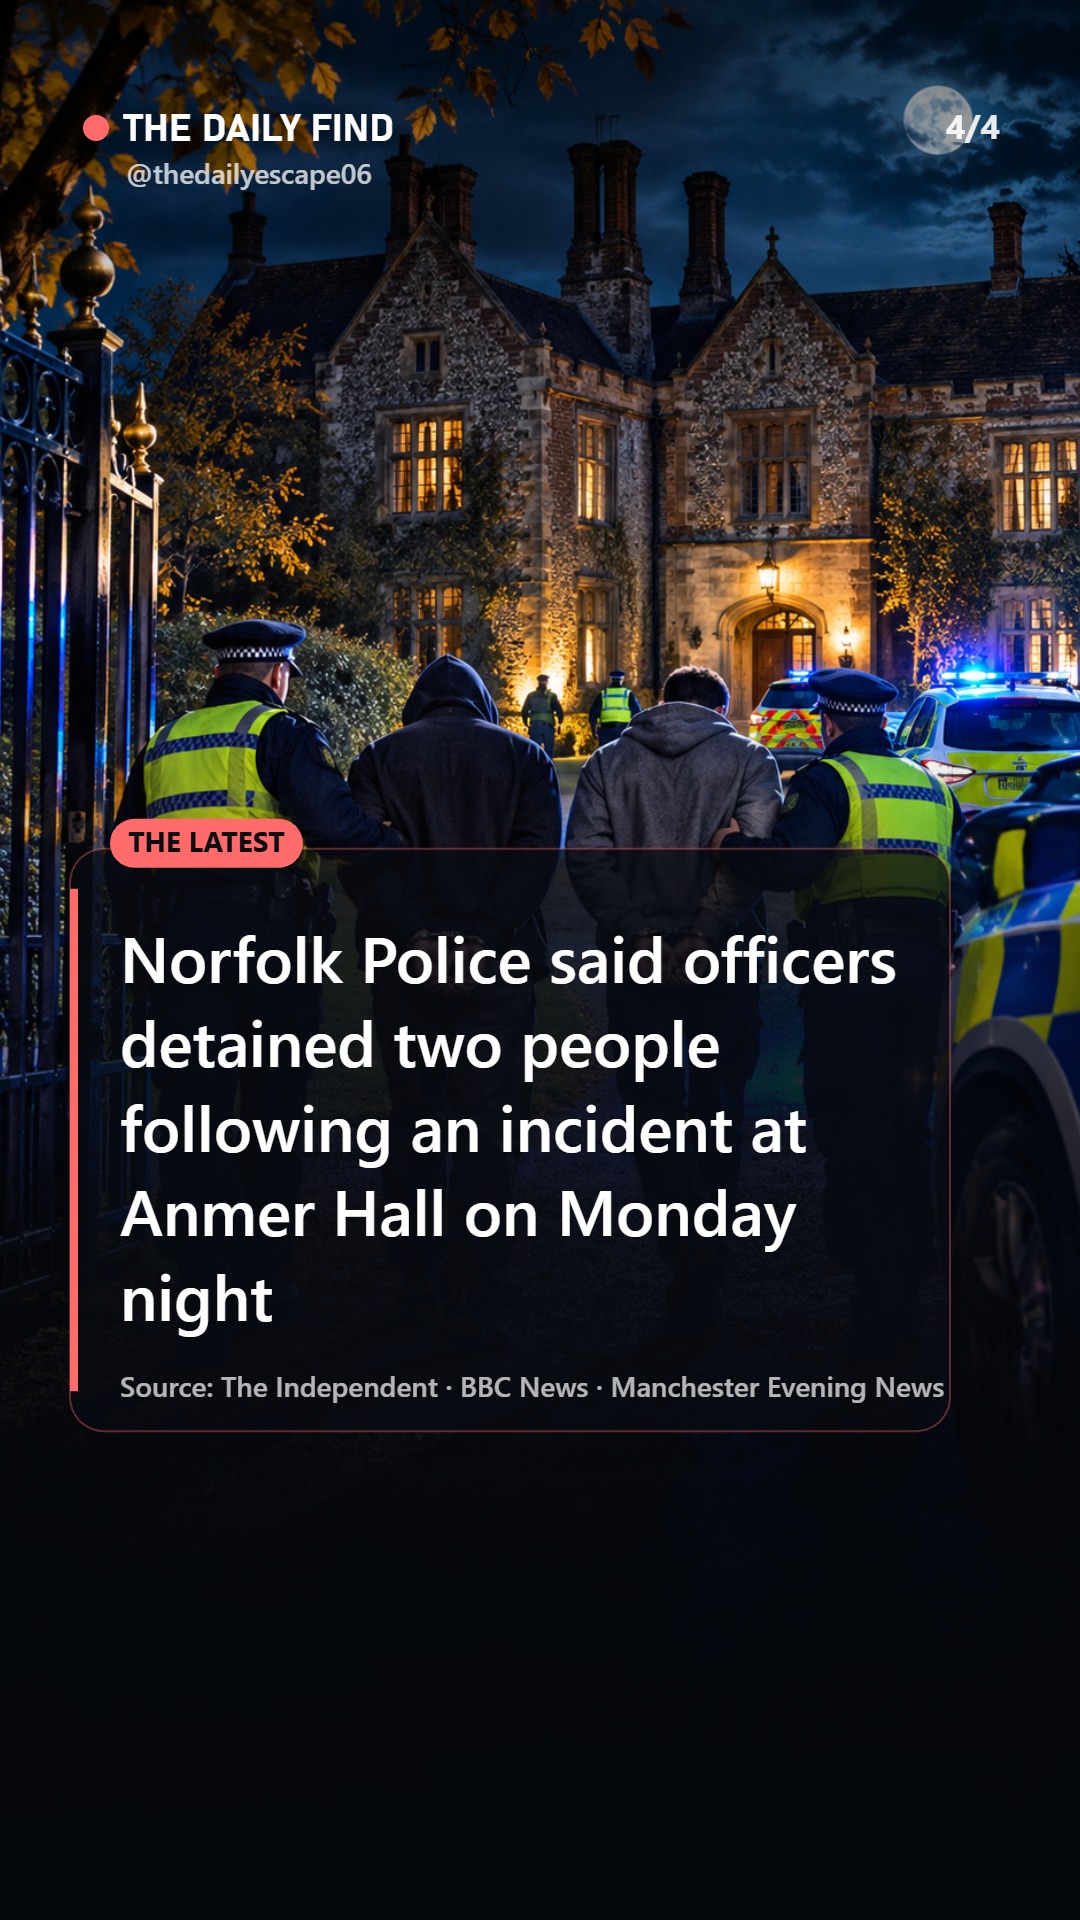 THE DAILY FIND
4/4
@thedailyescape06
THE LATEST
Norfolk Police said officers
detained two people
following an incident at
Anmer Hall on Monday
night
Source: The Independent · BBC News · Manchester Evening News